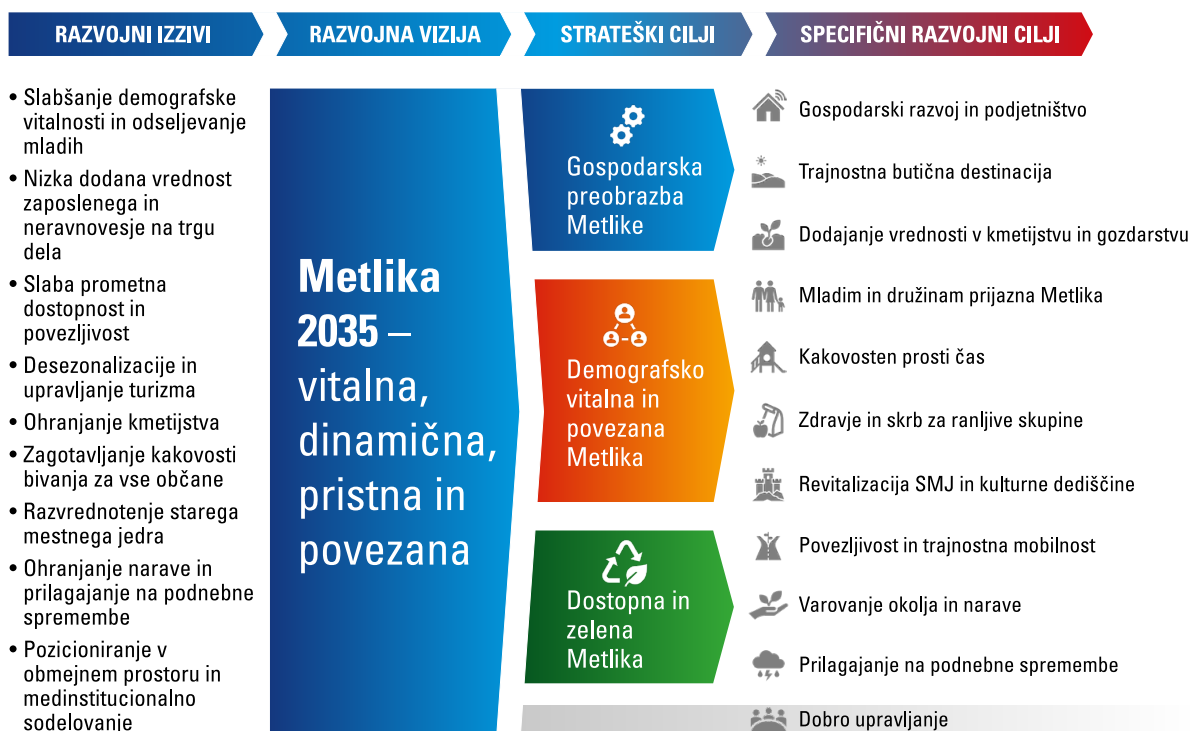 RAZVOJNI IZZIVI
RAZVOJNA VIZIJA
STRATEŠKI CILJI
SPECIFIČNI RAZVOJNI CILJI
• Slabšanje demografske
vitalnosti in odseljevanje
mladih
• Nizka dodana vrednost
zaposlenega in
neravnovesje na trgu
dela
• Slaba prometna
dostopnost in
povezljivost
• Desezonalizacije in
upravljanje turizma
• Ohranjanje kmetijstva
• Zagotavljanje kakovosti
bivanja za vse občane
• Razvrednotenje starega
mestnega jedra
• Ohranjanje narave in
prilagajanje na podnebne
spremembe
• Pozicioniranje v
obmejnem prostoru in
medinstitucionalno
sodelovanje
Metlika
2035 –
vitalna,
dinamična,
pristna in
povezana
Gospodarska
preobrazba
Metlike
Demografsko
vitalna in
povezana
Metlika
Dostopna in
zelena
Metlika
Gospodarski razvoj in podjetništvo
Trajnostna butična destinacija
Dodajanje vrednosti v kmetijstvu in gozdarstvu
Mladim in družinam prijazna Metlika
Kakovosten prosti čas
Zdravje in skrb za ranljive skupine
Revitalizacija SMJ in kulturne dediščine
Povezljivost in trajnostna mobilnost
Varovanje okolja in narave
Prilagajanje na podnebne spremembe
Dobro upravljanje